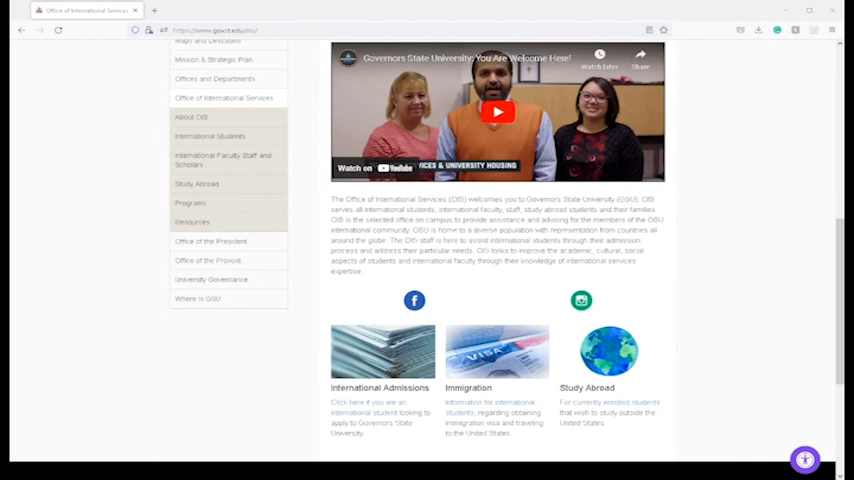 Office of International Services
https://www.govst.edu/ois/
Maps and Directions
Mission & Strategic Plan
Offices and Departments
Office of International Services
About OIS
International Students
International Faculty Staff and
Scholars
Study Abroad
Programs
Resources
Office of the President
Office of the Provost
University Governance
Where is GSU
Governors State University: You Are Welcome Here!
Watch later
Share
Watch on YouTube
VICES & UNIVERSITY HOUSING
The Office of International Services (OIS) welcomes you to Governors State University (GSU). OIS
serves all international students, international faculty, staff, study abroad students and their families.
OIS is the selected office on campus to provide assistance and advising for the members of the GSU
international community. GSU is home to a diverse population with representation from countries all
around the globe. The OIS staff is here to assist international students through their admission
process and address their particular needs. OIS looks to improve the academic, cultural, social
aspects of students and international faculty through their knowledge of international services
expertise.
VISA
International Admissions
Click here if you are an
international student looking to
apply to Governors State
University.
Immigration
Information for international
students, regarding obtaining
immigration visa and traveling
to the United States.
Study Abroad
For currently enrolled students
that wish to study outside the
United States.